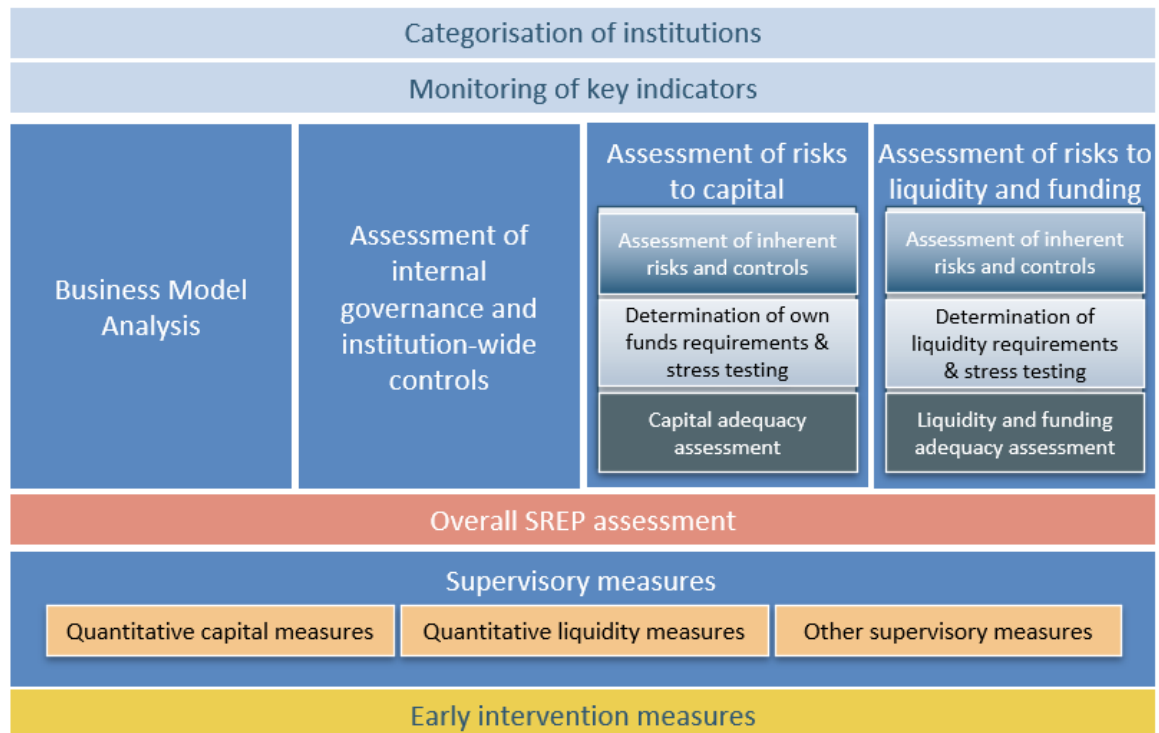 Categorisation of institutions
Monitoring of key indicators
Business Model
Analysis
Assessment of
internal
governance and
institution-wide
controls
Assessment of risks
to capital
Assessment of inherent
risks and controls
Determination of own
funds requirements &
stress testing
Capital adequacy
assessment
Assessment of risks to
liquidity and funding
Assessment of inherent
risks and controls
Determination of
liquidity requirements
& stress testing
Liquidity and funding
adequacy assessment
Overall SREP assessment
Supervisory measures
Quantitative capital measures
Quantitative liquidity measures
Other supervisory measures
Early intervention measures